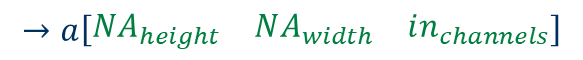 → a[NA_height NA_width in_channels]